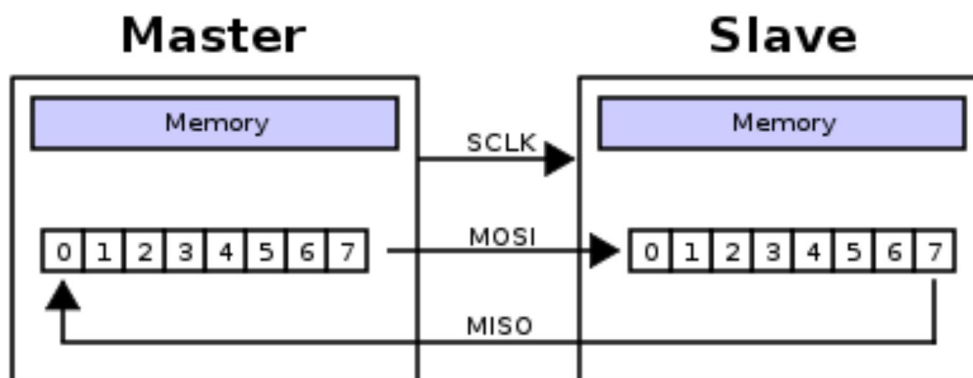 Master Slave
Memory Memory
SCLK
MOSI
0 1 2 3 4 5 6 7 0 1 2 3 4 5 6 7
MISO